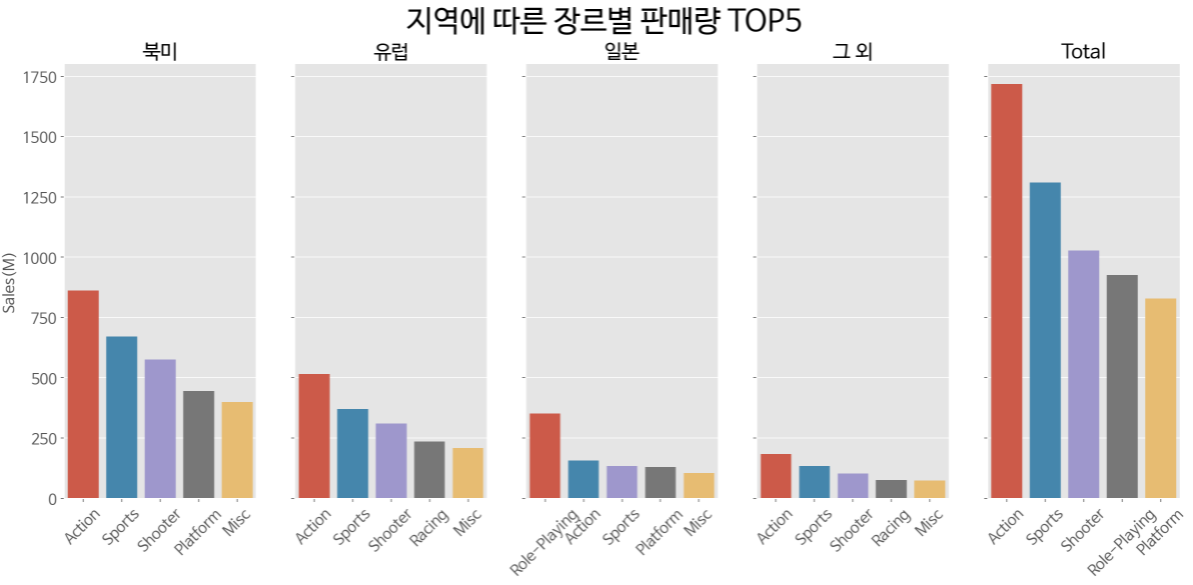 지역에 따른 장르별 판매량 TOP5
북미
유럽
일본
그 외
Total
Sales(M)
1750
1500
1250
1000
750
500
250
0
Action
Sports
Shooter
Platform
Misc
Action
Sports
Shooter
Racing
Misc
Role-Playing
Action
Sports
Platform
Misc
Action
Sports
Shooter
Racing
Misc
Action
Sports
Shooter
Role-Playing
Platform